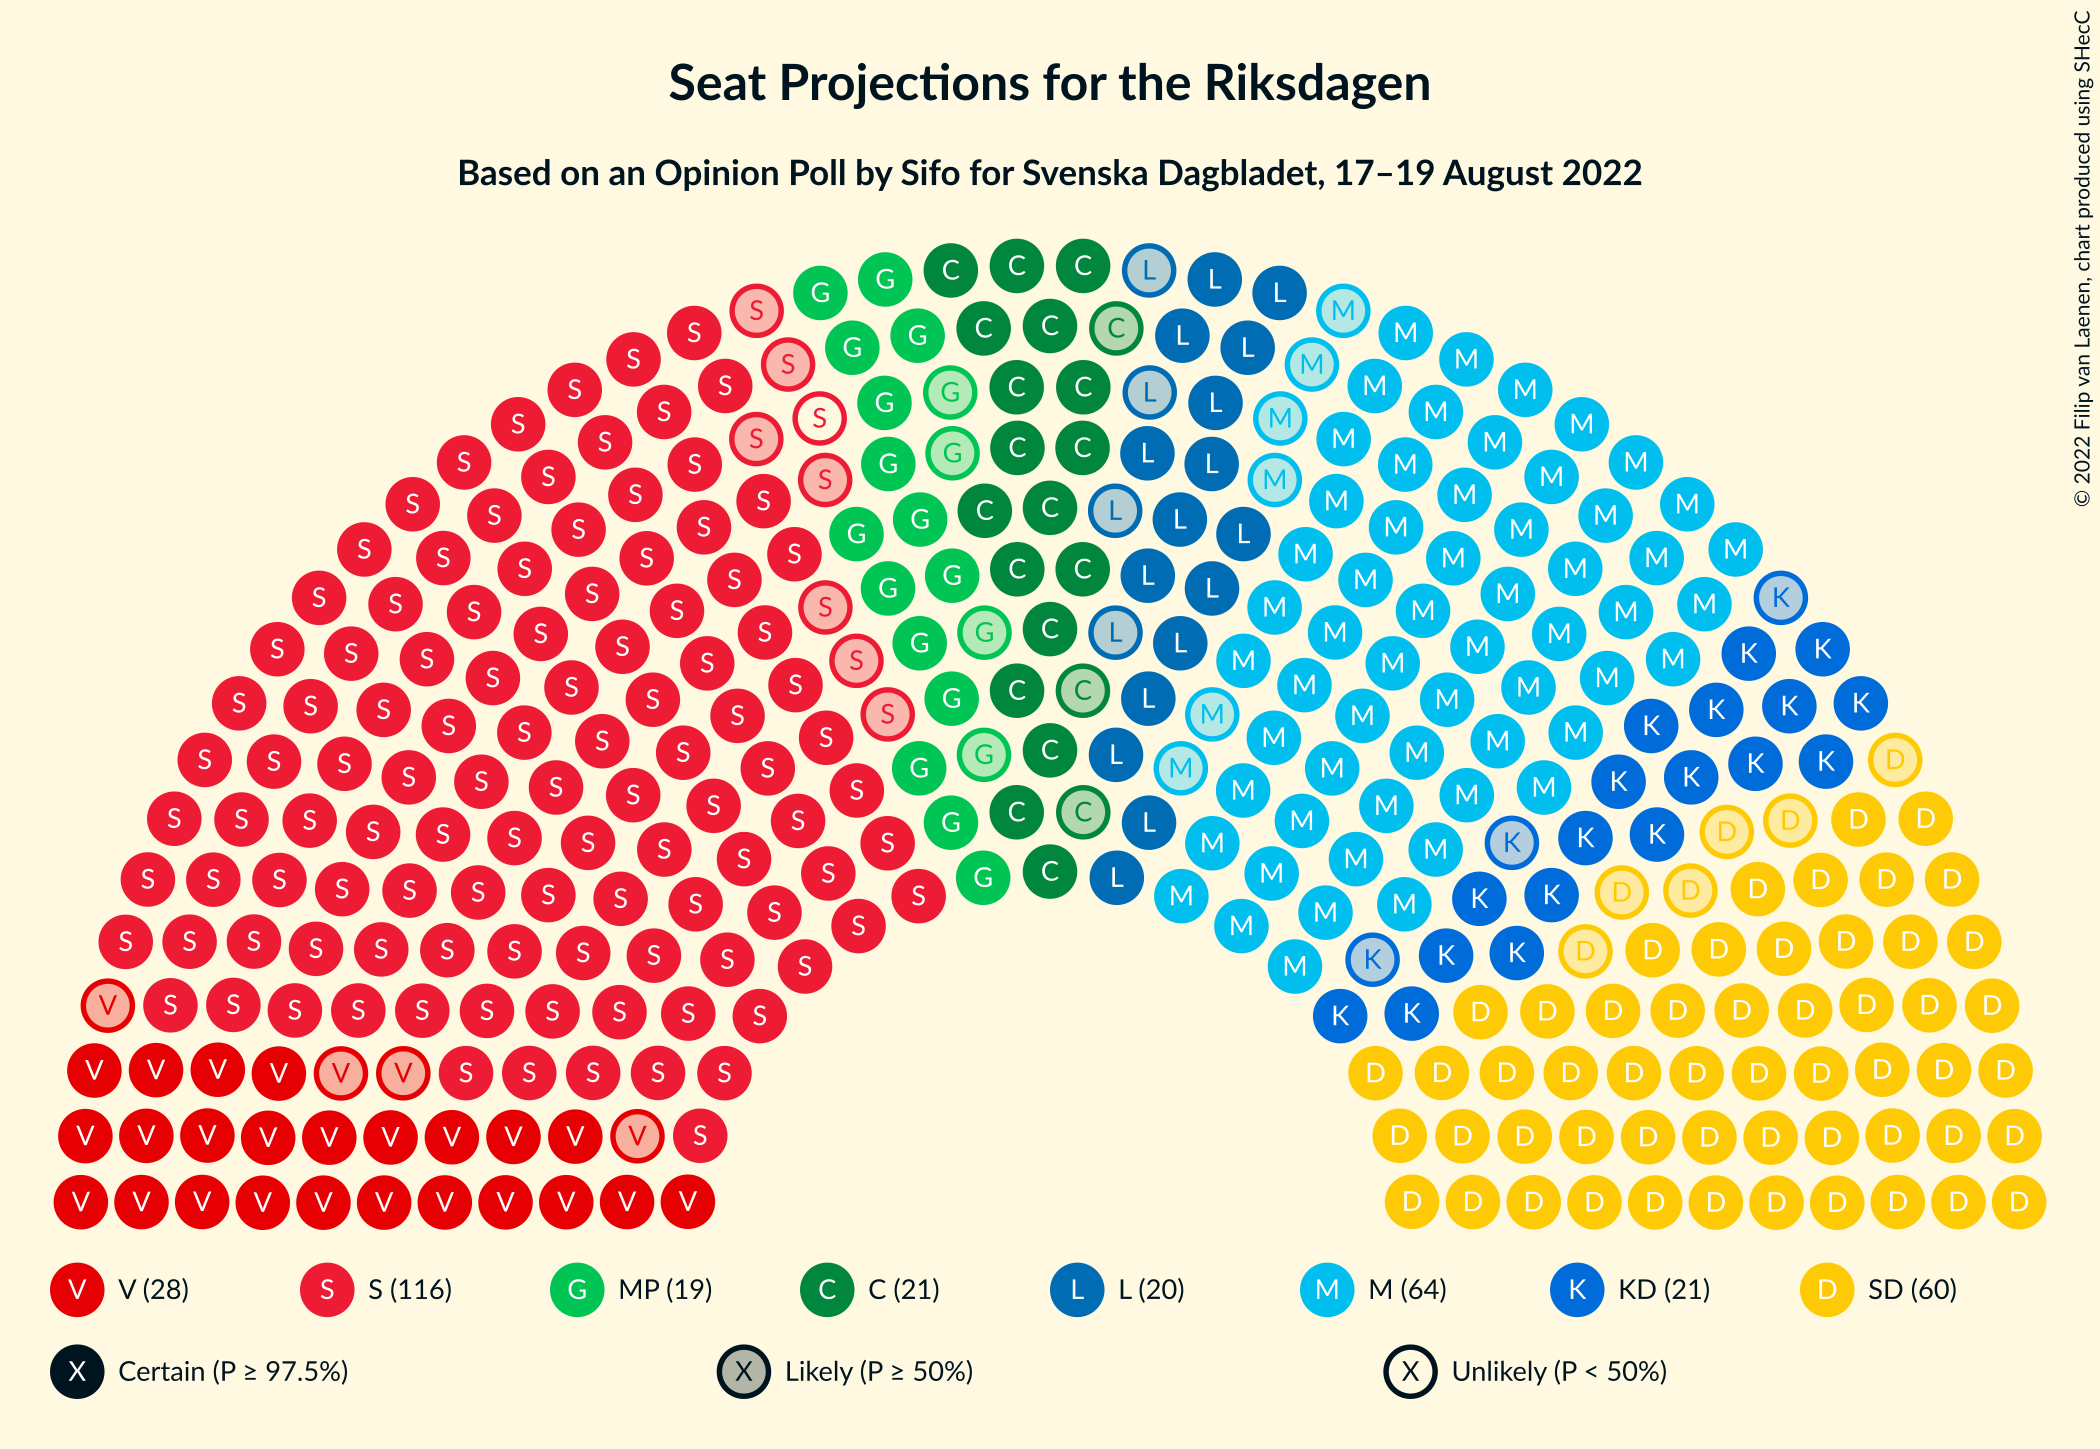 Seat Projections for the Riksdagen
Based on an Opinion Poll by Sifo for Svenska Dagbladet, 17–19 August 2022
© 2022 Filip van Laenen, chart produced using SHecC
V V (28) S S (116) G MP (19) C C (21) L L (20) M M (64) K KD (21) D SD (60)
X Certain (P ≥ 97.5%) X Likely (P ≥ 50%) X Unlikely (P < 50%)